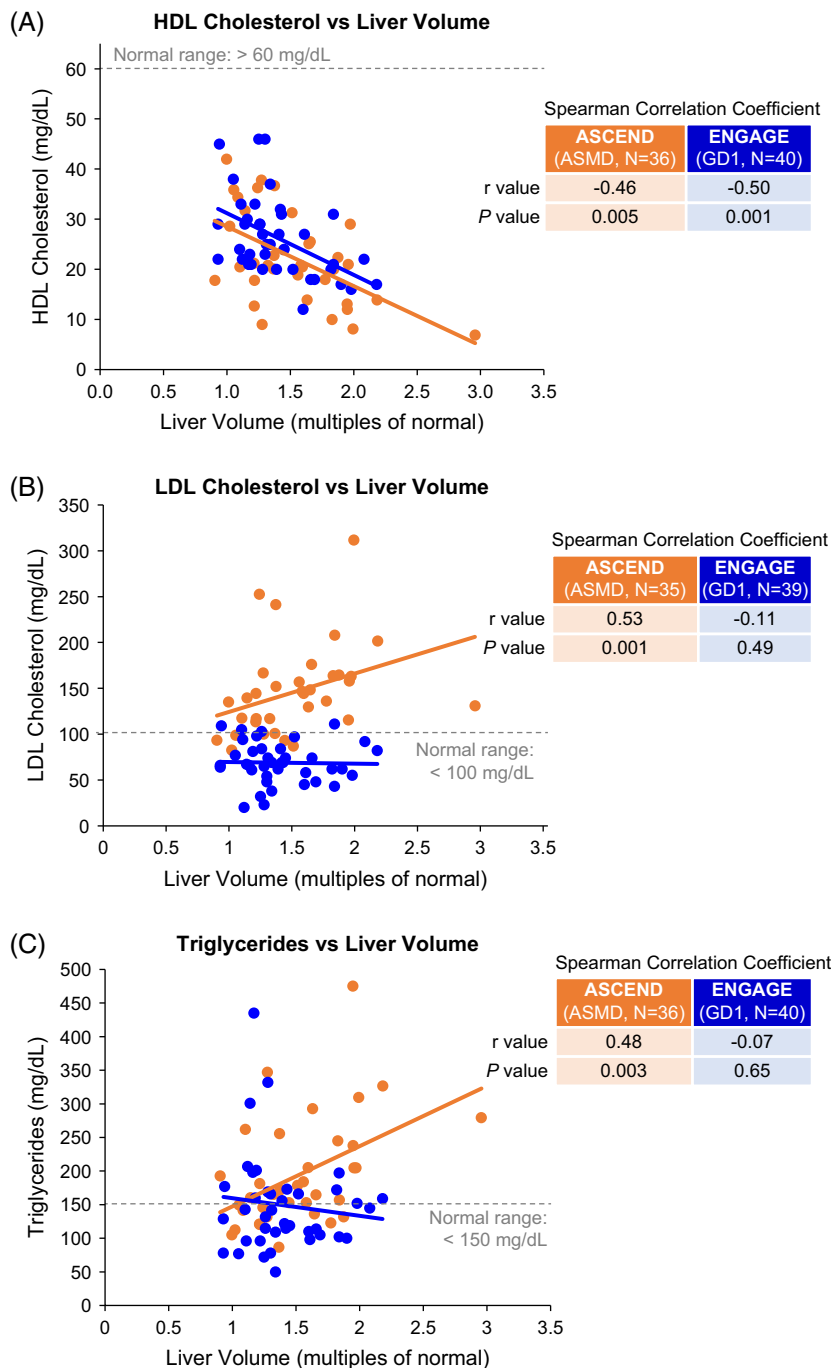 (A)
HDL Cholesterol vs Liver Volume
Normal range: > 60 mg/dL
HDL Cholesterol (mg/dL)
60
50
40
30
20
10
0
0.0 0.5 1.0 1.5 2.0 2.5 3.0 3.5
Liver Volume (multiples of normal)
Spearman Correlation Coefficient
ASCEND ENGAGE
(ASMD, N=36) (GD1, N=40)
r value -0.46 -0.50
P value 0.005 0.001
(B)
LDL Cholesterol vs Liver Volume
LDL Cholesterol (mg/dL)
350
300
250
200
150
100
50
0
Normal range:
< 100 mg/dL
0 0.5 1 1.5 2 2.5 3 3.5
Liver Volume (multiples of normal)
Spearman Correlation Coefficient
ASCEND ENGAGE
(ASMD, N=35) (GD1, N=39)
r value 0.53 -0.11
P value 0.001 0.49
(C)
Triglycerides vs Liver Volume
Triglycerides (mg/dL)
500
450
400
350
300
250
200
150
100
50
0
Normal range:
< 150 mg/dL
0 0.5 1 1.5 2 2.5 3 3.5
Liver Volume (multiples of normal)
Spearman Correlation Coefficient
ASCEND ENGAGE
(ASMD, N=36) (GD1, N=40)
r value 0.48 -0.07
P value 0.003 0.65